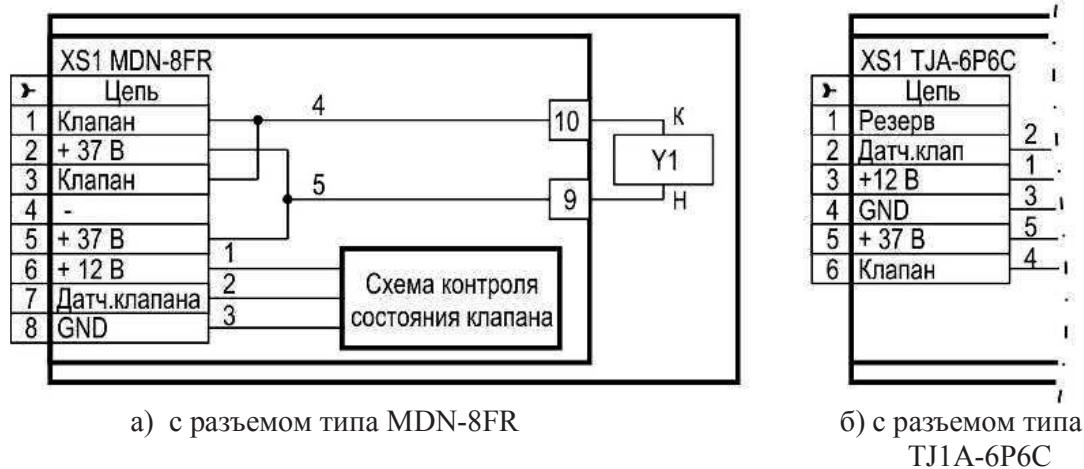 XS1 MDN-8FR
Цепь
1 Клапан
2 + 37 В
3 Клапан
4 -
5 + 37 В
6 + 12 В
7 Датч.клапана
8 GND
4
5
1
2
3
10
9
К
Y1
Н
Схема контроля
состояния клапана
а) с разъемом типа MDN-8FR
XS1 TJA-6P6C
Цепь
1 Резерв
2 Датч.клап 2
3 +12 В 1
4 GND 3
5 + 37 В 5
6 Клапан 4
б) с разъемом типа
TJ1A-6P6C